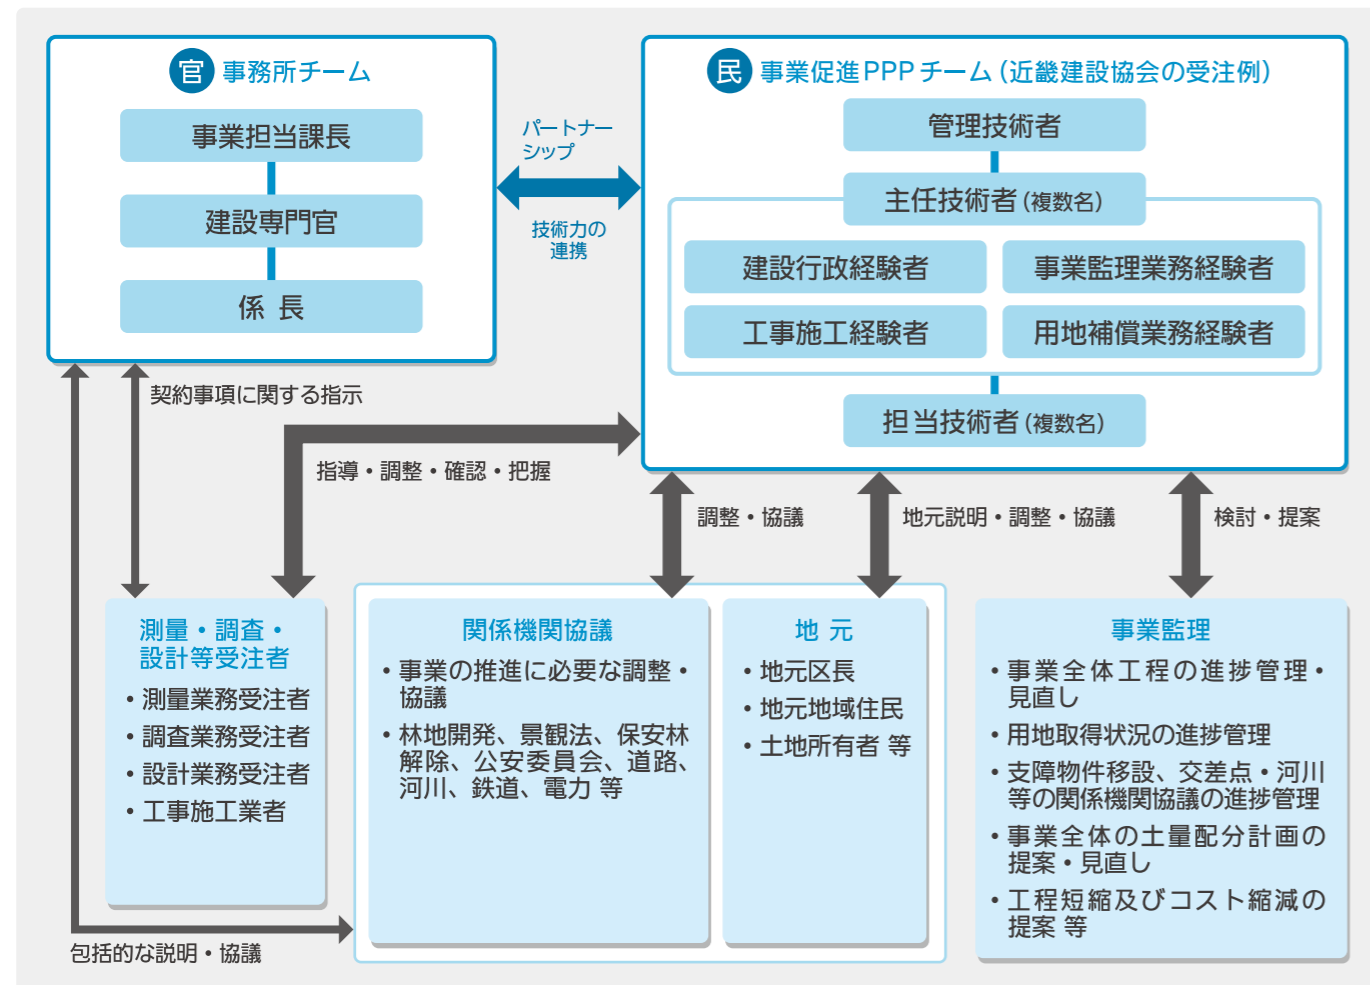 官 事務所チーム
事業担当課長
建設専門官
係 長
パートナー
シップ
技術力の
連携
民 事業促進PPPチーム（近畿建設協会の受注例）
管理技術者
主任技術者（複数名）
建設行政経験者
事業監理業務経験者
工事施工経験者
用地補償業務経験者
担当技術者（複数名）
契約事項に関する指示
指導・調整・確認・把握
調整・協議
地元説明・調整・協議
検討・提案
測量・調査・
設計等受注者
・測量業務受注者
・調査業務受注者
・設計業務受注者
・工事施工業者
関係機関協議
・事業の推進に必要な調整・
協議
・林地開発、景観法、保安林
解除、公安委員会、道路、
河川、鉄道、電力 等
地 元
・地元区長
・地元地域住民
・土地所有者 等
事業監理
・事業全体工程の進捗管理・
見直し
・用地取得状況の進捗管理
・支障物件移設、交差点・河川
等の関係機関協議の進捗管理
・事業全体の土量配分計画の
提案・見直し
・工程短縮及びコスト縮減の
提案 等
包括的な説明・協議